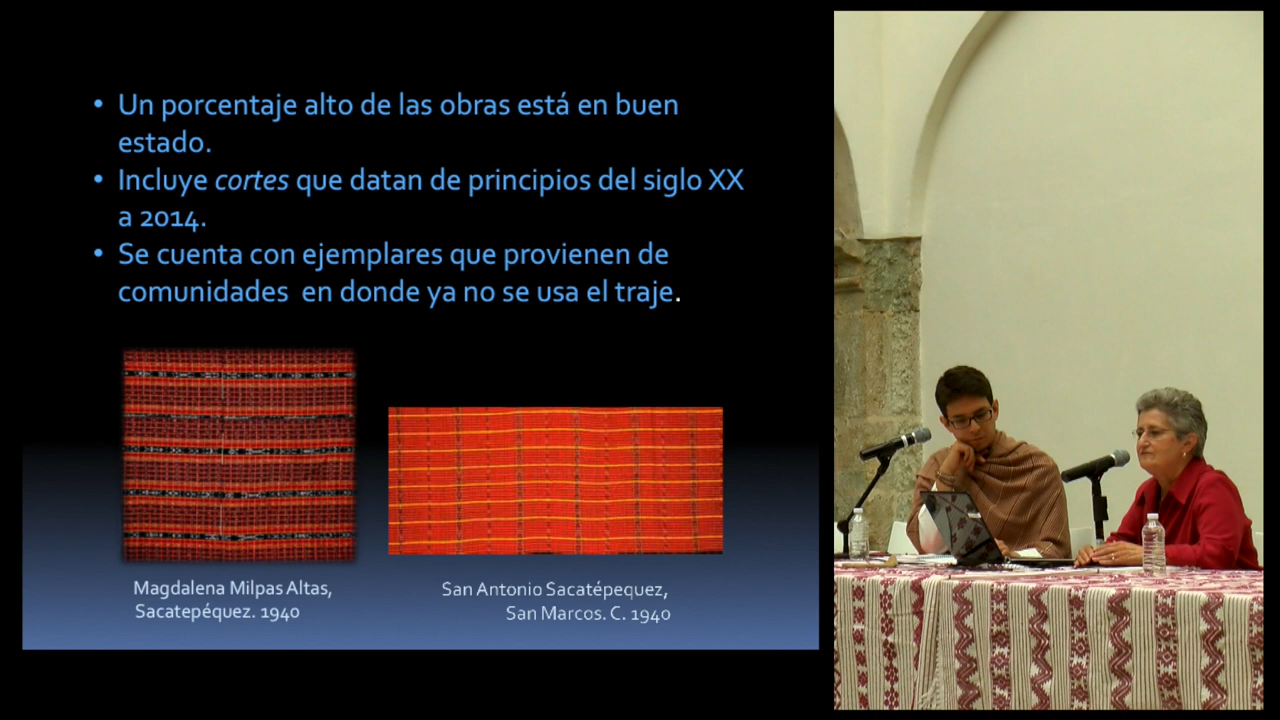 • Un porcentaje alto de las obras está en buen
estado.
• Incluye cortes que datan de principios del siglo XX
a 2014.
• Se cuenta con ejemplares que provienen de
comunidades en donde ya no se usa el traje.
Magdalena Milpas Altas,
Sacatepéquez. 1940
San Antonio Sacatépequez,
San Marcos. C. 1940